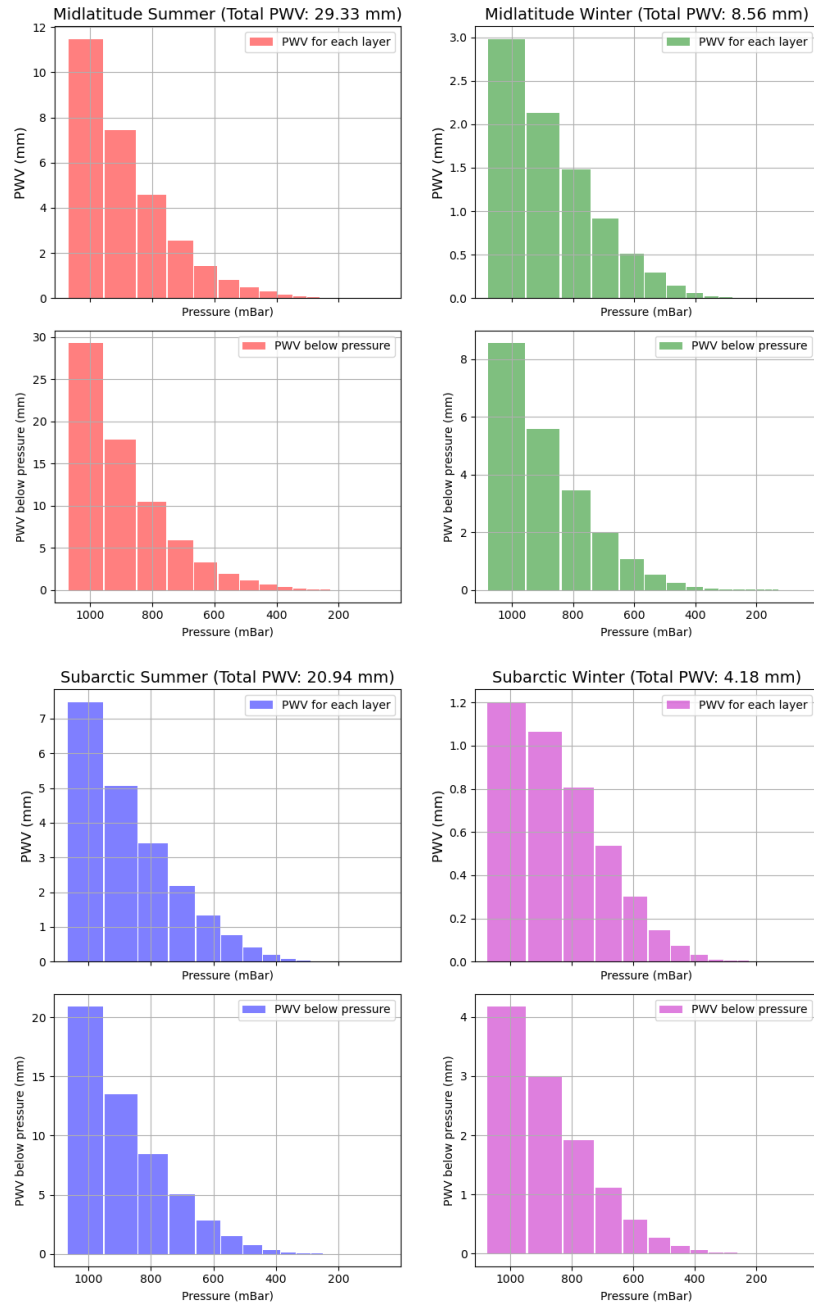 Midlatitude Summer (Total PWV: 29.33 mm)
PWV for each layer
12
10
8
6
4
2
0
PWV (mm)
Pressure (mBar)
PWV below pressure
30
25
20
15
10
5
0
PWV below pressure (mm)
1000 800 600 400 200
Pressure (mBar)
Midlatitude Winter (Total PWV: 8.56 mm)
PWV for each layer
3.0
2.5
2.0
1.5
1.0
0.5
0.0
PWV (mm)
Pressure (mBar)
PWV below pressure
8
6
4
2
0
PWV below pressure (mm)
1000 800 600 400 200
Pressure (mBar)
Subarctic Summer (Total PWV: 20.94 mm)
PWV for each layer
7
6
5
4
3
2
1
0
PWV (mm)
Pressure (mBar)
PWV below pressure
20
15
10
5
0
PWV below pressure (mm)
1000 800 600 400 200
Pressure (mBar)
Subarctic Winter (Total PWV: 4.18 mm)
PWV for each layer
1.2
1.0
0.8
0.6
0.4
0.2
0.0
PWV (mm)
Pressure (mBar)
PWV below pressure
4
3
2
1
0
PWV below pressure (mm)
1000 800 600 400 200
Pressure (mBar)